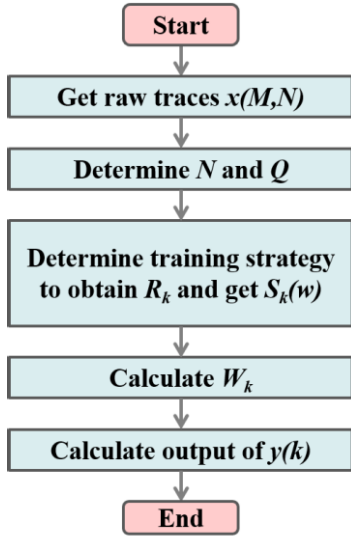 Start
Get raw traces x(M,N)
Determine N and Q
Determine training strategy
to obtain Rk and get Sk(w)
Calculate Wk
Calculate output of y(k)
End